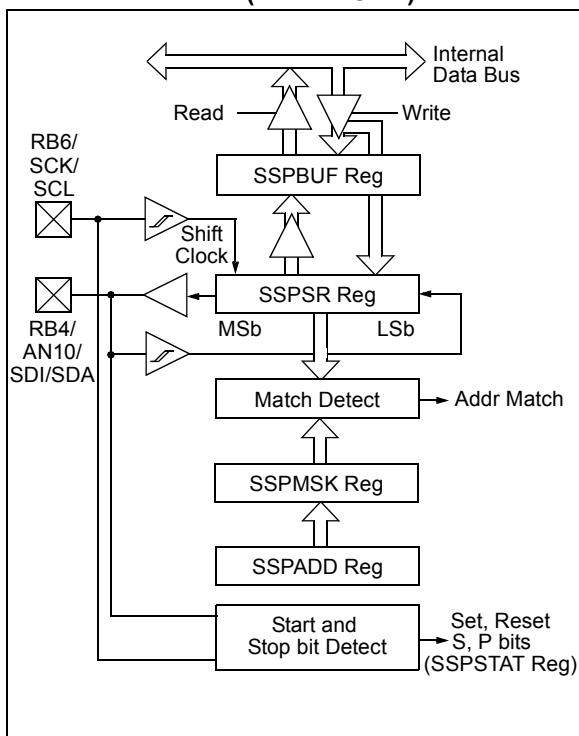 Internal
Data Bus
Read
Write
RB6/
SCK/
SCL
SSPBUF Reg
Shift
Clock
SSPSR Reg
MSb
LSb
RB4/
AN10/
SDI/SDA
Match Detect
Addr Match
SSPMSK Reg
SSPADD Reg
Start and
Stop bit Detect
Set, Reset
S, P bits
(SSPSTAT Reg)